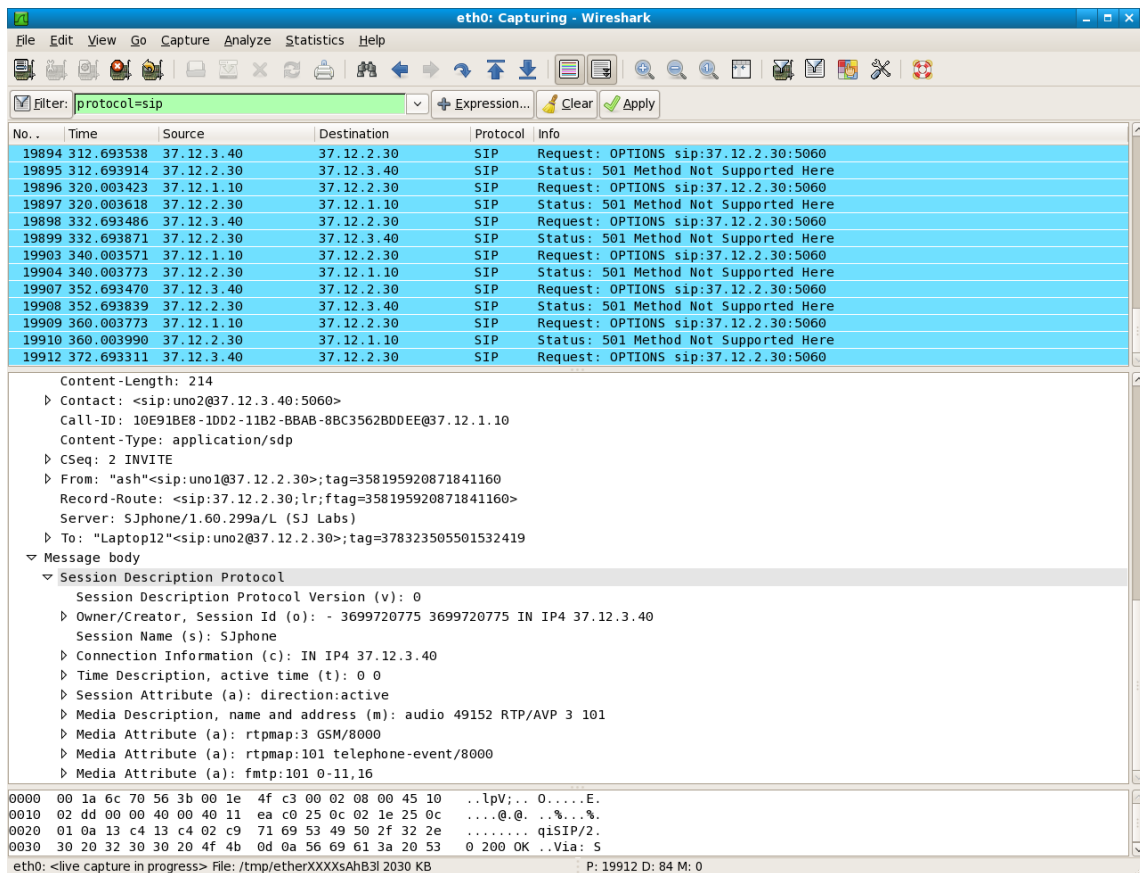 eth0: Capturing - Wireshark
File Edit View Go Capture Analyze Statistics Help
Filter: protocol=sip Expression... Clear Apply
No. . Time Source Destination Protocol Info
19894 312.693538 37.12.3.40 37.12.2.30 SIP Request: OPTIONS sip:37.12.2.30:5060
19895 312.693914 37.12.2.30 37.12.3.40 SIP Status: 501 Method Not Supported Here
19896 320.003423 37.12.1.10 37.12.2.30 SIP Request: OPTIONS sip:37.12.2.30:5060
19897 320.003618 37.12.2.30 37.12.1.10 SIP Status: 501 Method Not Supported Here
19898 332.693486 37.12.3.40 37.12.2.30 SIP Request: OPTIONS sip:37.12.2.30:5060
19899 332.693871 37.12.2.30 37.12.3.40 SIP Status: 501 Method Not Supported Here
19903 340.003571 37.12.1.10 37.12.2.30 SIP Request: OPTIONS sip:37.12.2.30:5060
19904 340.003773 37.12.2.30 37.12.1.10 SIP Status: 501 Method Not Supported Here
19907 352.693470 37.12.3.40 37.12.2.30 SIP Request: OPTIONS sip:37.12.2.30:5060
19908 352.693839 37.12.2.30 37.12.3.40 SIP Status: 501 Method Not Supported Here
19909 360.003773 37.12.1.10 37.12.2.30 SIP Request: OPTIONS sip:37.12.2.30:5060
19910 360.003990 37.12.2.30 37.12.1.10 SIP Status: 501 Method Not Supported Here
19912 372.693311 37.12.3.40 37.12.2.30 SIP Request: OPTIONS sip:37.12.2.30:5060
Content-Length: 214
Contact: <sip:uno2@37.12.3.40:5060>
Call-ID: 10E91BE8-1DD2-11B2-BBAB-8BC3562BDDEE@37.12.1.10
Content-Type: application/sdp
CSeq: 2 INVITE
From: "ash"<sip:uno1@37.12.2.30>;tag=358195920871841160
Record-Route: <sip:37.12.2.30;lr;ftag=358195920871841160>
Server: SJphone/1.60.299a/L (SJ Labs)
To: "Laptop12"<sip:uno2@37.12.2.30>;tag=378323505501532419
Message body
Session Description Protocol
Session Description Protocol Version (v): 0
Owner/Creator, Session Id (o): - 3699720775 3699720775 IN IP4 37.12.3.40
Session Name (s): SJphone
Connection Information (c): IN IP4 37.12.3.40
Time Description, active time (t): 0 0
Session Attribute (a): direction:active
Media Description, name and address (m): audio 49152 RTP/AVP 3 101
Media Attribute (a): rtpmap:3 GSM/8000
Media Attribute (a): rtpmap:101 telephone-event/8000
Media Attribute (a): fmtp:101 0-11,16
0000 00 1a 6c 70 56 3b 00 1e 4f c3 00 02 08 00 45 10 ..lpV;.. O.....E.
0010 02 dd 00 00 40 00 40 11 ea c0 25 0c 02 1e 25 0c ....@.@. ..%...%.
0020 01 0a 13 c4 13 c4 02 c9 71 69 53 49 50 2f 32 2e ........ qiSIP/2.
0030 30 20 32 30 30 20 4f 4b 0d 0a 56 69 61 3a 20 53 0 200 OK ..Via: S
eth0: <live capture in progress> File: /tmp/etherXXXXsAhB3l 2030 KB P: 19912 D: 84 M: 0